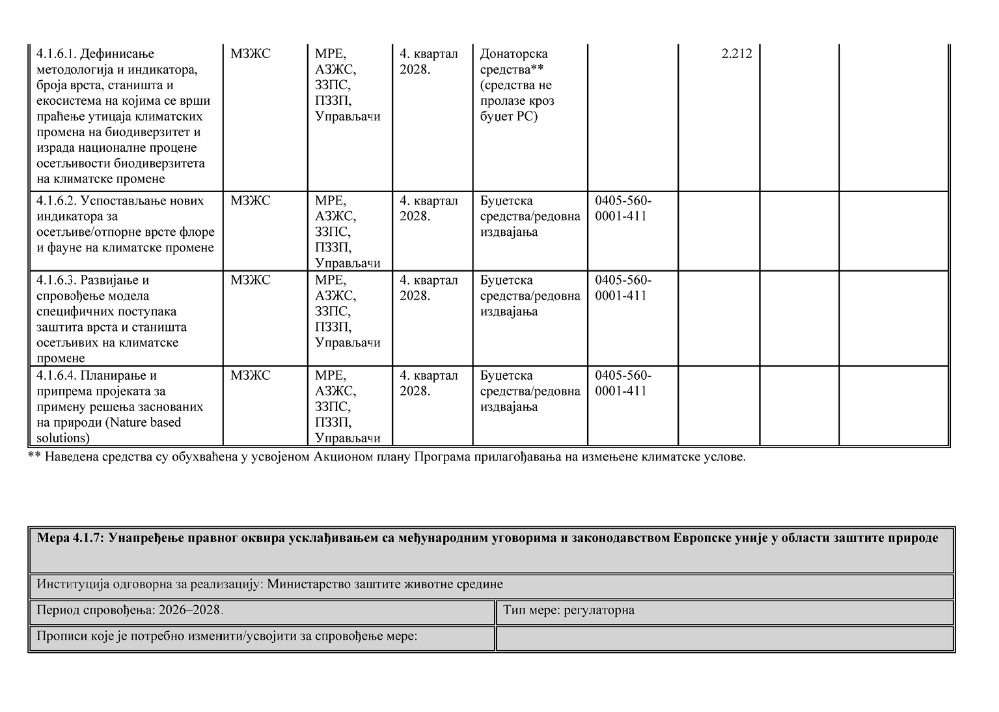 4.1.6.1. Дефинисање
методологија и индикатора,
броја врста, станишта и
екосистема на којима се врши
праћење утицаја климатских
промена на биодиверзитет и
израда националне процене
осетљивости биодиверзитета
на климатске промене
МЗЖС
МРЕ,
АЗЖС,
ЗЗПС,
ПЗЗП,
Управљачи
4. квартал
2028.
Донаторска
средства**
(средства не
пролазе кроз
буџет РС)
2.212
4.1.6.2. Успостављање нових
индикатора за
осетљиве/отпорне врсте флоре
и фауне на климатске промене
МЗЖС
МРЕ,
АЗЖС,
ЗЗПС,
ПЗЗП,
Управљачи
4. квартал
2028.
Буџетска
средства/редовна
издвајања
0405-560-
0001-411
4.1.6.3. Развијање и
спровођење модела
специфичних поступака
заштита врста и станишта
осетљивих на климатске
промене
МЗЖС
МРЕ,
АЗЖС,
ЗЗПС,
ПЗЗП,
Управљачи
4. квартал
2028.
Буџетска
средства/редовна
издвајања
0405-560-
0001-411
4.1.6.4. Планирање и
припрема пројеката за
примену решења заснованих
на природи (Nature based
solutions)
МЗЖС
МРЕ,
АЗЖС,
ЗЗПС,
ПЗЗП,
Управљачи
4. квартал
2028.
Буџетска
средства/редовна
издвајања
0405-560-
0001-411
** Наведена средства су обухваћена у усвојеном Акционом плану Програма прилагођавања на измењене климатске услове.
Мера 4.1.7: Унапређење правног оквира усклађивањем са међународним уговорима и законодавством Европске уније у области заштите природе
Институција одговорна за реализацију: Министарство заштите животне средине
Период спровођења: 2026–2028.
Тип мере: регулаторна
Прописи које је потребно изменити/усвојити за спровођење мере: